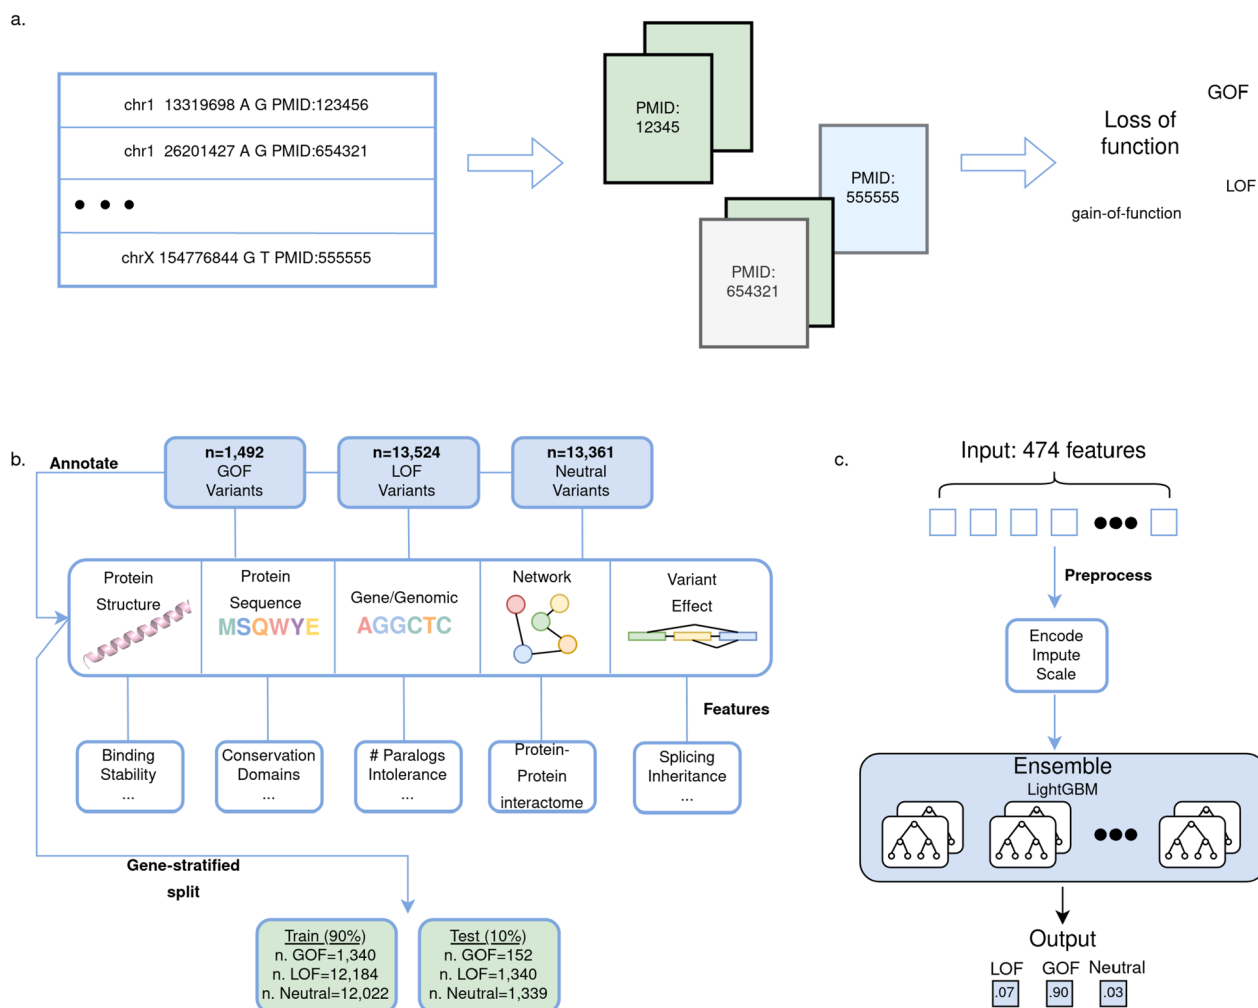 a.
chr1 13319698 A G PMID:123456
chr1 26201427 A G PMID:654321
chrX 154776844 G T PMID:555555
PMID:
12345
PMID:
555555
PMID:
654321
GOF
Loss of
function
LOF
gain-of-function
b.
Annotate
n=1,492
GOF
Variants
n=13,524
LOF
Variants
n=13,361
Neutral
Variants
Protein
Structure
Protein
Sequence
MSQWYE
Gene/Genomic
AGGCTC
Network
Variant
Effect
Features
Binding
Stability
...
Conservation
Domains
...
# Paralogs
Intolerance
...
Protein-
Protein
interactome
Splicing
Inheritance
...
Gene-stratified
split
Train (90%)
n. GOF=1,340
n. LOF=12,184
n. Neutral=12,022
Test (10%)
n. GOF=152
n. LOF=1,340
n. Neutral=1,339
c.
Input: 474 features
Preprocess
Encode
Impute
Scale
Ensemble
LightGBM
Output
LOF GOF Neutral
.07 .90 .03